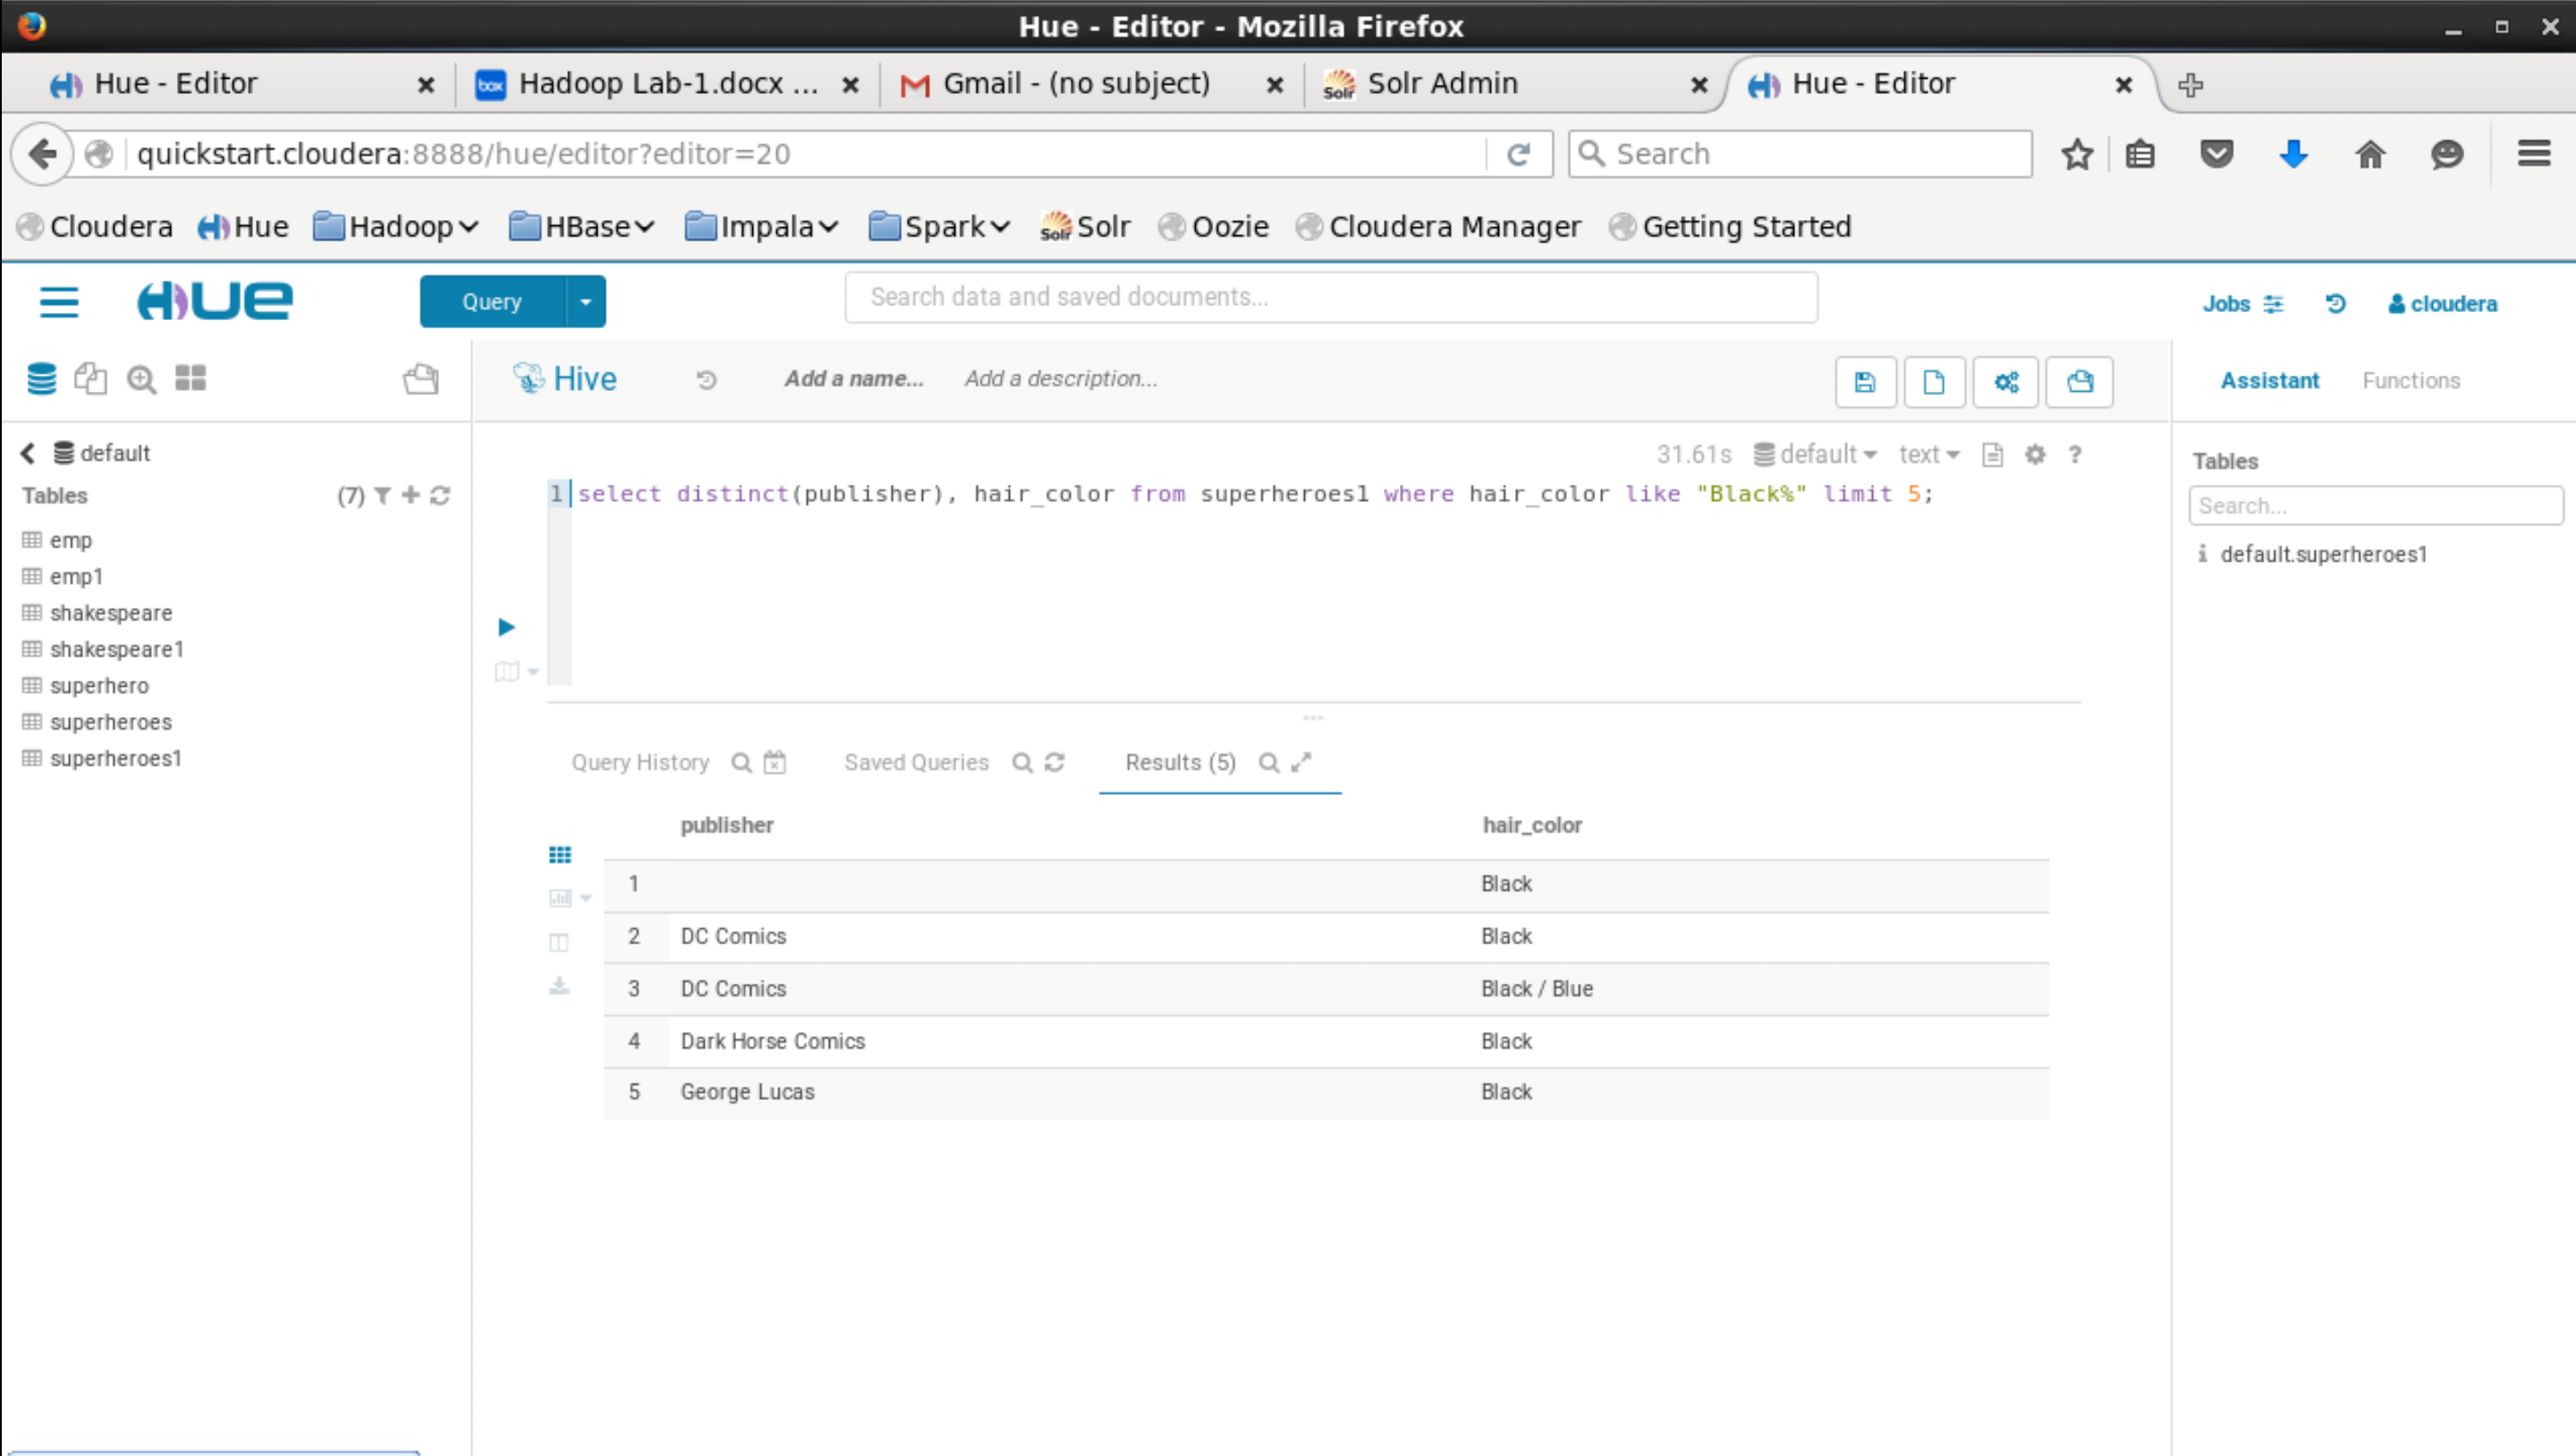 Hue - Editor - Mozilla Firefox
Hue - Editor
Hadoop Lab-1.docx ...
Gmail - (no subject)
Solr Admin
Hue - Editor
quickstart.cloudera:8888/hue/editor?editor=20
Search
Cloudera Hue Hadoop HBase Impala Spark Solr Oozie Cloudera Manager Getting Started
HUE
Query
Search data and saved documents...
Jobs
cloudera
Hive
Add a name...
Add a description...
Assistant
Functions
default
31.61s
default
text
?
Tables
(7)
emp
emp1
shakespeare
shakespeare1
superhero
superheroes
superheroes1
1 select distinct(publisher), hair_color from superheroes1 where hair_color like "Black%" limit 5;
Tables
Search...
default.superheroes1
Query History
Saved Queries
Results (5)
publisher hair_color
1 Black
2 DC Comics Black
3 DC Comics Black / Blue
4 Dark Horse Comics Black
5 George Lucas Black